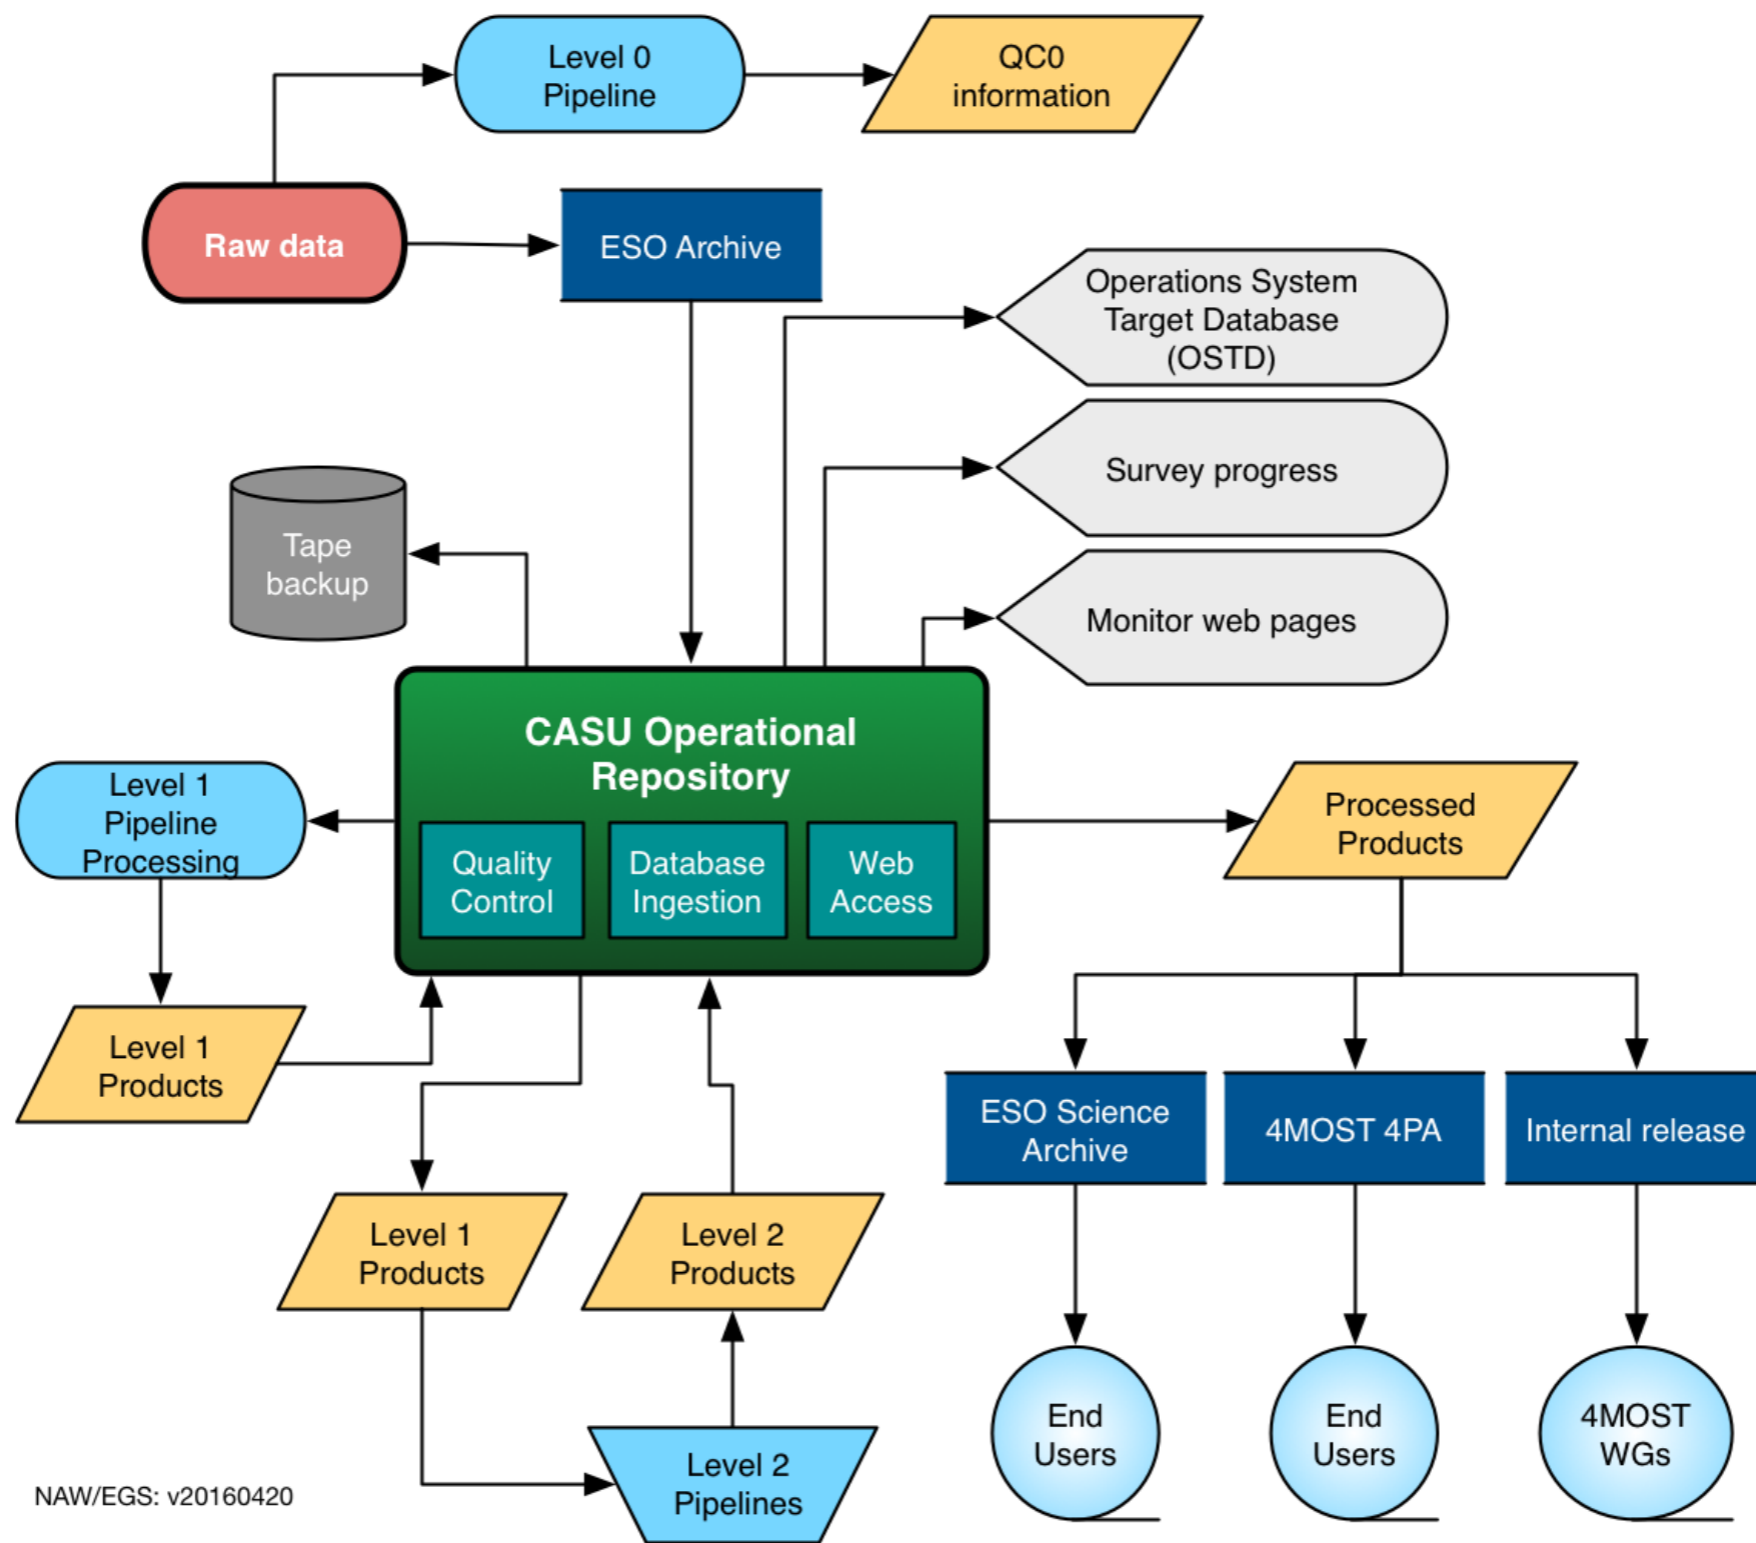 Level 0
Pipeline
QC0
information
Raw data
ESO Archive
Operations System
Target Database
(OSTD)
Survey progress
Tape
backup
Monitor web pages
CASU Operational
Repository
Quality
Control
Database
Ingestion
Web
Access
Level 1
Pipeline
Processing
Processed
Products
Level 1
Products
ESO Science
Archive
4MOST 4PA
Internal release
Level 1
Products
Level 2
Products
End
Users
End
Users
4MOST
WGs
Level 2
Pipelines
NAW/EGS: v20160420